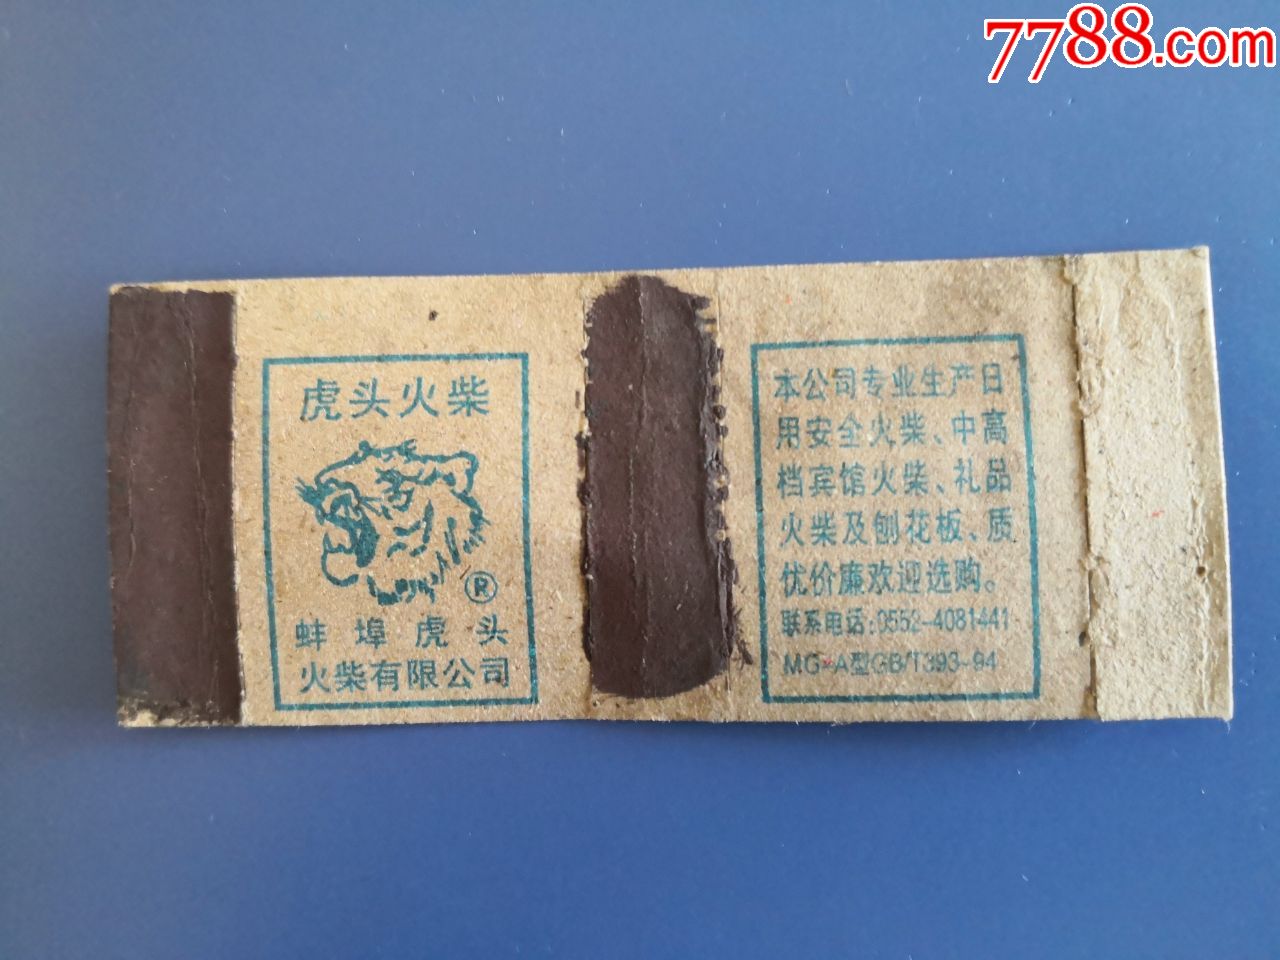 7788.com
虎头火柴
®
蚌埠虎头
火柴有限公司
本公司专业生产日
用安全火柴、中高
档宾馆火柴、礼品
火柴及刨花板、质
优价廉欢迎选购。
联系电话:0552-4081441
MG-A型GB/T393-94